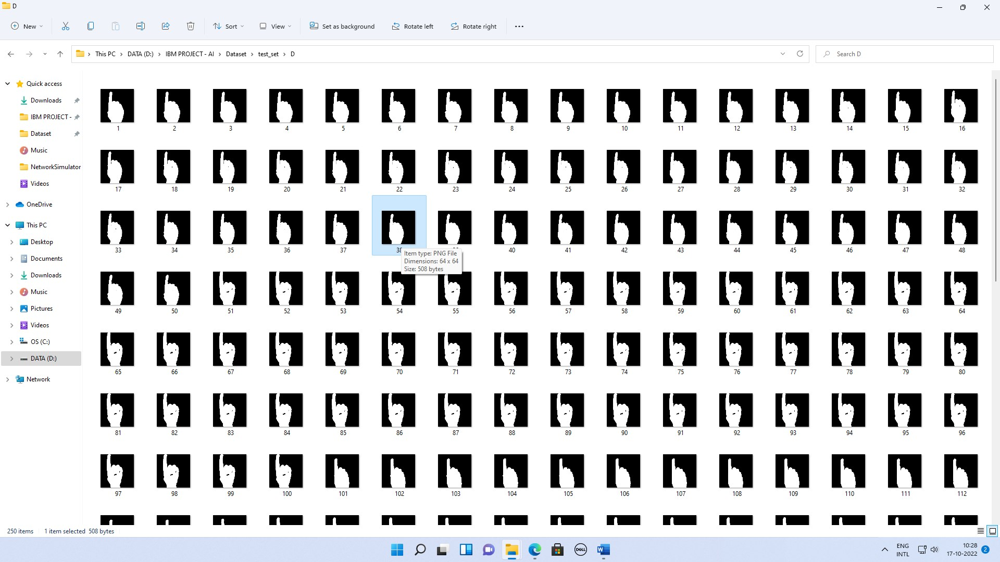 D
New
Sort
View
Set as background
Rotate left
Rotate right
This PC
DATA (D:)
IBM PROJECT - AI
Dataset
test_set
D
Search D
Quick access
Downloads
IBM PROJECT -
Dataset
Music
NetworkSimulator
Videos
OneDrive
This PC
Desktop
Documents
Downloads
Music
Pictures
Videos
OS (C:)
DATA (D:)
Network
1 2 3 4 5 6 7 8 9 10 11 12 13 14 15 16
17 18 19 20 21 22 23 24 25 26 27 28 29 30 31 32
33 34 35 36 37 38 40 41 42 43 44 45 46 47 48
Item type: PNG File
Dimensions: 64 x 64
Size: 508 bytes
49 50 51 52 53 54 55 56 57 58 59 60 61 62 63 64
65 66 67 68 69 70 71 72 73 74 75 76 77 78 79 80
81 82 83 84 85 86 87 88 89 90 91 92 93 94 95 96
97 98 99 100 101 102 103 104 105 106 107 108 109 110 111 112
250 items
1 item selected 508 bytes
DELL
W
ENG
INTL
10:28
17-10-2022
2